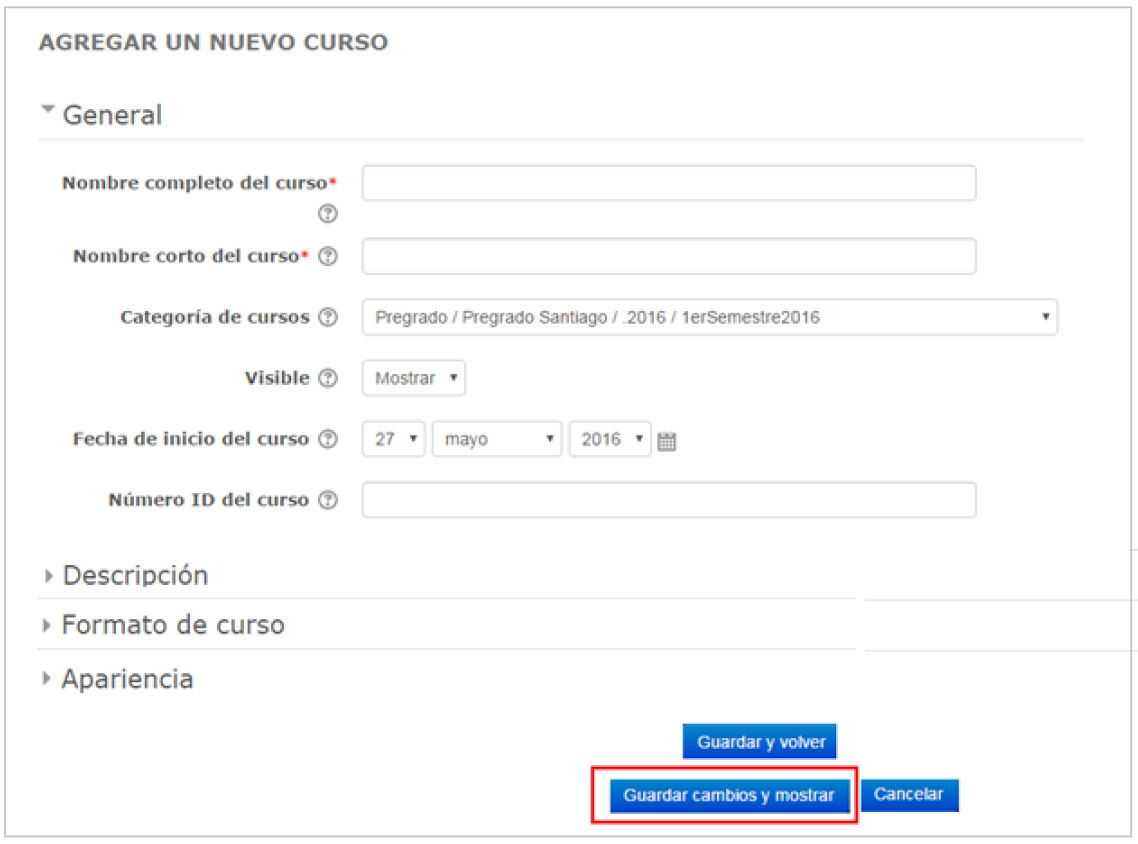 AGREGAR UN NUEVO CURSO
General
Nombre completo del curso*
Nombre corto del curso*
Categoría de cursos
Pregrado / Pregrado Santiago / .2016 / 1erSemestre2016
Visible
Mostrar
Fecha de inicio del curso
27 mayo 2016
Número ID del curso
Descripción
Formato de curso
Apariencia
Guardar y volver
Guardar cambios y mostrar
Cancelar